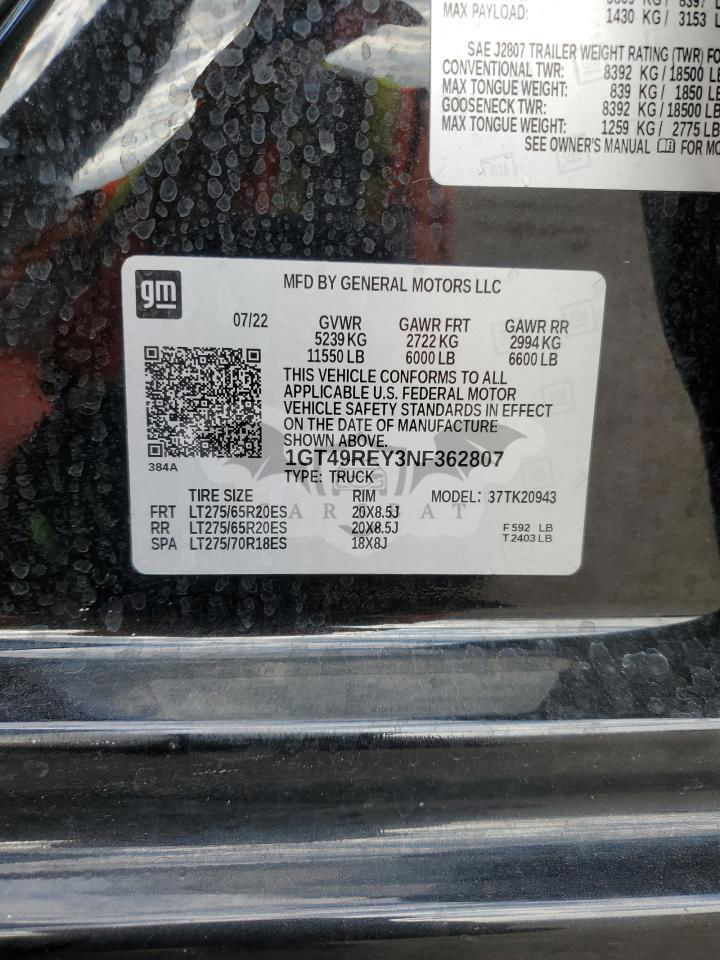 MAX PAYLOAD: 1430 KG / 3153 L
SAE J2807 TRAILER WEIGHT RATING (TWR) FO
CONVENTIONAL TWR: 8392 KG / 18500 LB
MAX TONGUE WEIGHT: 839 KG / 1850 LB
GOOSENECK TWR: 8392 KG / 18500 LB
MAX TONGUE WEIGHT: 1259 KG / 2775 LB
SEE OWNER'S MANUAL FOR MO
gm
MFD BY GENERAL MOTORS LLC
07/22 GVWR GAWR FRT GAWR RR
5239 KG 2722 KG 2994 KG
11550 LB 6000 LB 6600 LB
THIS VEHICLE CONFORMS TO ALL
APPLICABLE U.S. FEDERAL MOTOR
VEHICLE SAFETY STANDARDS IN EFFECT
ON THE DATE OF MANUFACTURE
SHOWN ABOVE.
384A
1GT49REY3NF362807
TYPE: TRUCK
TIRE SIZE RIM MODEL: 37TK20943
FRT LT275/65R20ES 20X8.5J
RR LT275/65R20ES 20X8.5J
SPA LT275/70R18ES 18X8J
F 592 LB
T 2403 LB